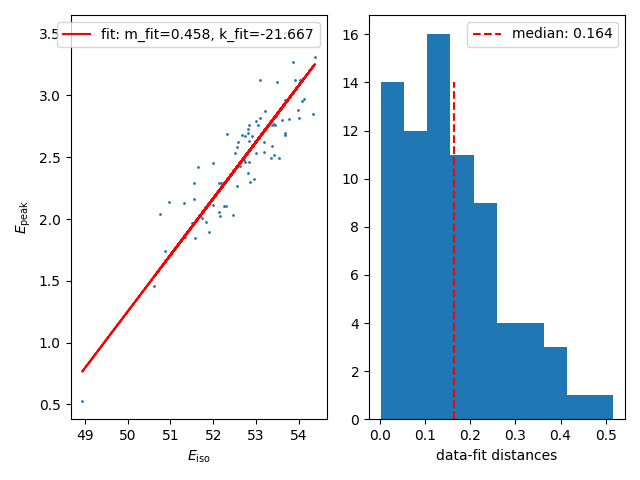 fit: m_fit=0.458, k_fit=-21.667
3.5
3.0
2.5
2.0
1.5
1.0
0.5
E_peak
49 50 51 52 53 54
E_iso
median: 0.164
16
14
12
10
8
6
4
2
0
0.0 0.1 0.2 0.3 0.4 0.5
data-fit distances